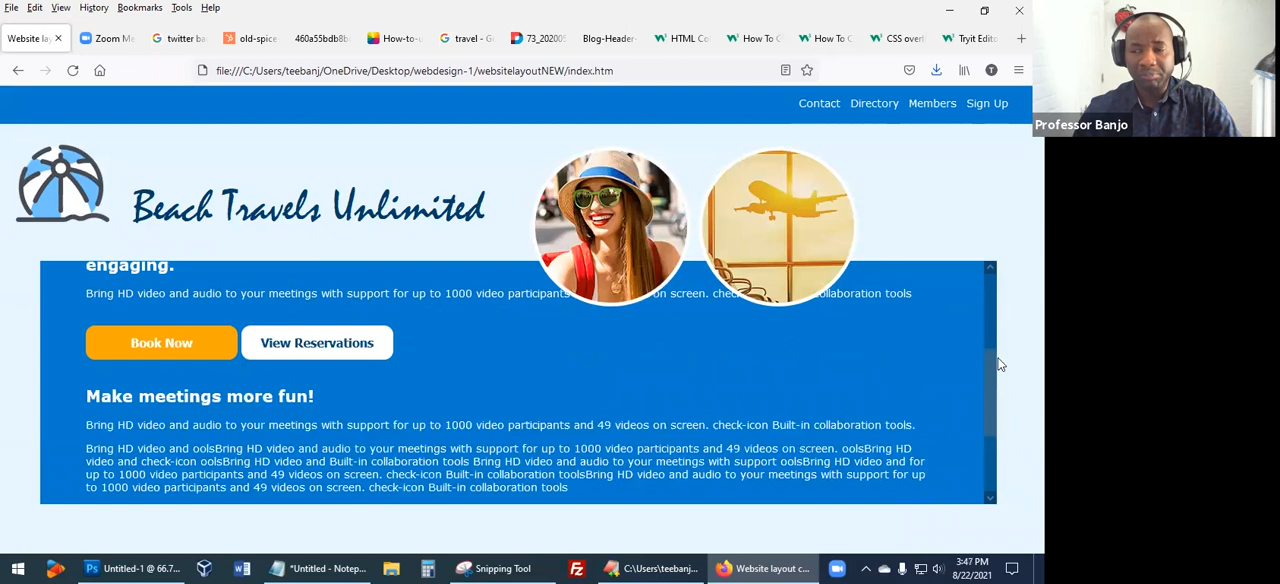 File Edit View History Bookmarks Tools Help
Website lay Zoom Me twitter ba old-spice 460a55bdb8b How-to-u travel - Go 73_202005 Blog-Header- HTML Co How To C How To C CSS over Tryit Edito
file:///C:/Users/teebanj/OneDrive/Desktop/webdesign-1/websitelayoutNEW/index.htm
Contact Directory Members Sign Up
Professor Banjo
Beach Travels Unlimited
engaging.
Bring HD video and audio to your meetings with support for up to 1000 video participants on screen. chec collaboration tools
Book Now View Reservations
Make meetings more fun!
Bring HD video and audio to your meetings with support for up to 1000 video participants and 49 videos on screen. check-icon Built-in collaboration tools.
Bring HD video and oolsBring HD video and audio to your meetings with support for up to 1000 video participants and 49 videos on screen. oolsBring HD
video and check-icon oolsBring HD video and Built-in collaboration tools Bring HD video and audio to your meetings with support oolsBring HD video and for
up to 1000 video participants and 49 videos on screen. check-icon Built-in collaboration toolsBring HD video and audio to your meetings with support for up
to 1000 video participants and 49 videos on screen. check-icon Built-in collaboration tools
Untitled-1 @ 66.7... *Untitled - Notep... Snipping Tool C:\Users\teebanj... Website layout c... 3:47 PM
8/22/2021